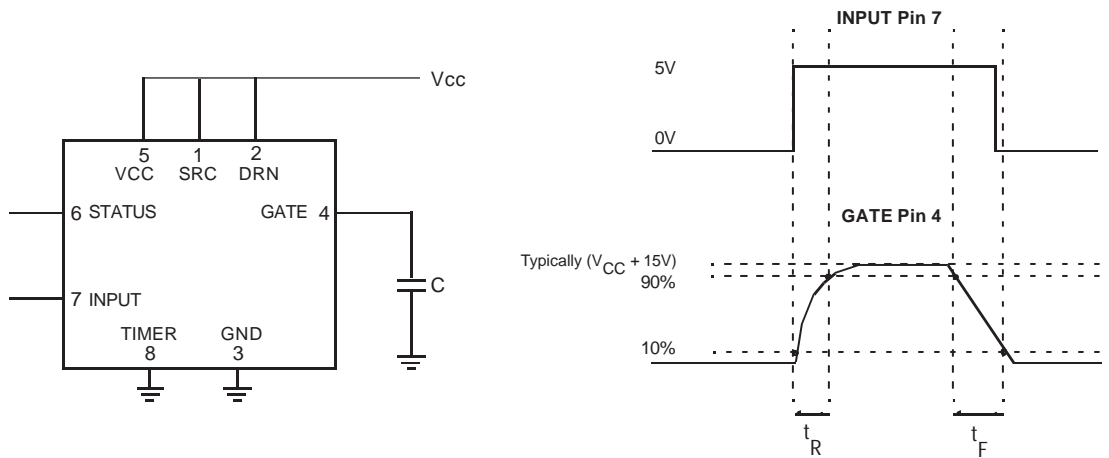 Vcc
5 1 2
VCC SRC DRN
6 STATUS GATE 4
C
7 INPUT
TIMER GND
8 3
INPUT Pin 7
5V
0V
GATE Pin 4
Typically (VCC + 15V)
90%
10%
tR tF